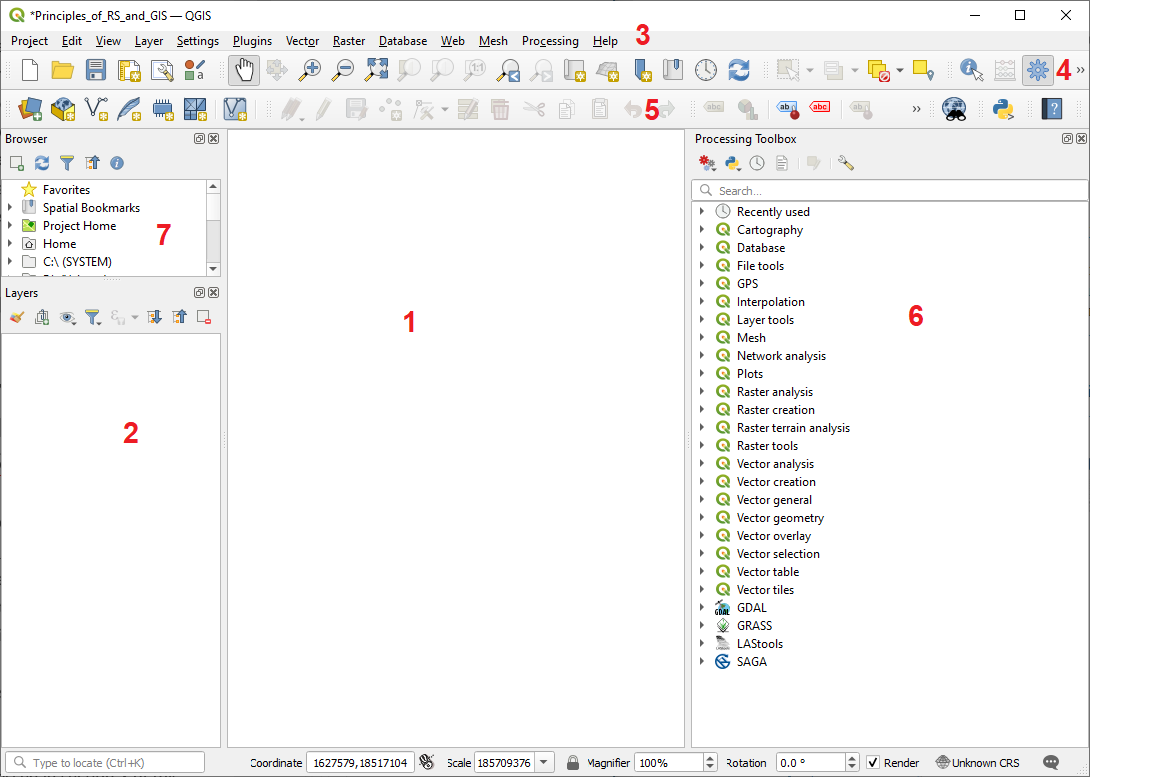 *Principles_of_RS_and_GIS — QGIS
Project Edit View Layer Settings Plugins Vector Raster Database Web Mesh Processing Help 3
4 »
5 abc abc abc ab »
Browser
Processing Toolbox
Search...
Favorites
Spatial Bookmarks
Project Home
7
Home
C:\ (SYSTEM)
Layers
1
2
Recently used
Cartography
Database
File tools
GPS
Interpolation
6
Layer tools
Mesh
Network analysis
Plots
Raster analysis
Raster creation
Raster terrain analysis
Raster tools
Vector analysis
Vector creation
Vector general
Vector geometry
Vector overlay
Vector selection
Vector table
Vector tiles
GDAL
GRASS
LAStools
SAGA
Type to locate (Ctrl+K) Coordinate 1627579,18517104 Scale 185709376 Magnifier 100% Rotation 0.0 ° Render Unknown CRS